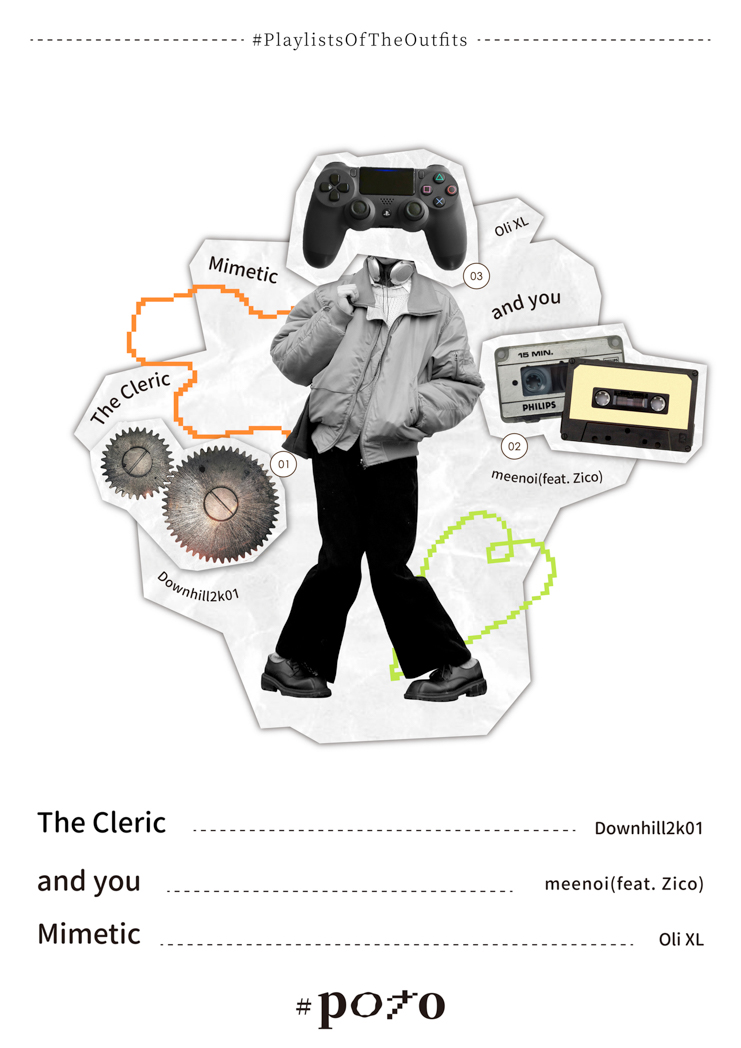 #PlaylistsOfTheOutfits
Oli XL
03
Mimetic
and you
15 MIN.
PHILIPS
The Cleric
02
01
meenoi(feat. Zico)
Downhill2k01
The Cleric Downhill2k01
and you meenoi(feat. Zico)
Mimetic Oli XL
#poto